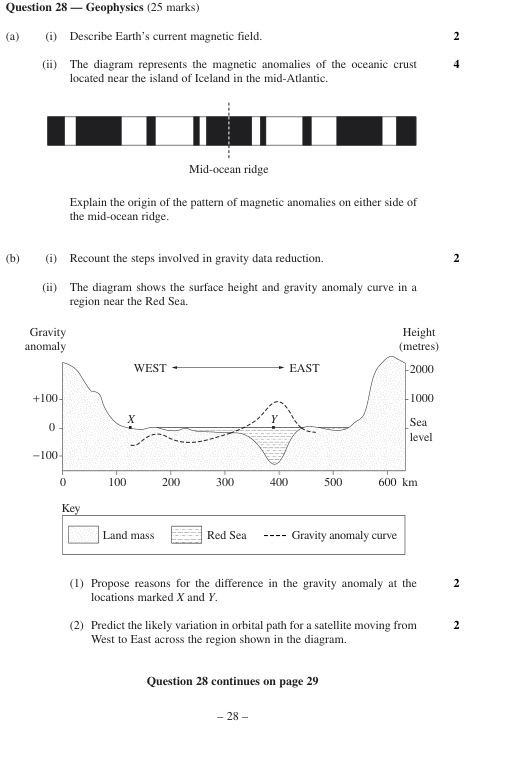 Question 28 — Geophysics (25 marks)
(a) (i) Describe Earth's current magnetic field. 2
(ii) The diagram represents the magnetic anomalies of the oceanic crust 4
located near the island of Iceland in the mid-Atlantic.
Mid-ocean ridge
Explain the origin of the pattern of magnetic anomalies on either side of
the mid-ocean ridge.
(b) (i) Recount the steps involved in gravity data reduction. 2
(ii) The diagram shows the surface height and gravity anomaly curve in a
region near the Red Sea.
Gravity Height
anomaly (metres)
WEST EAST
2000
+100 1000
X Y
0 Sea
level
−100
0 100 200 300 400 500 600 km
Key
Land mass Red Sea Gravity anomaly curve
(1) Propose reasons for the difference in the gravity anomaly at the 2
locations marked X and Y.
(2) Predict the likely variation in orbital path for a satellite moving from 2
West to East across the region shown in the diagram.
Question 28 continues on page 29
– 28 –